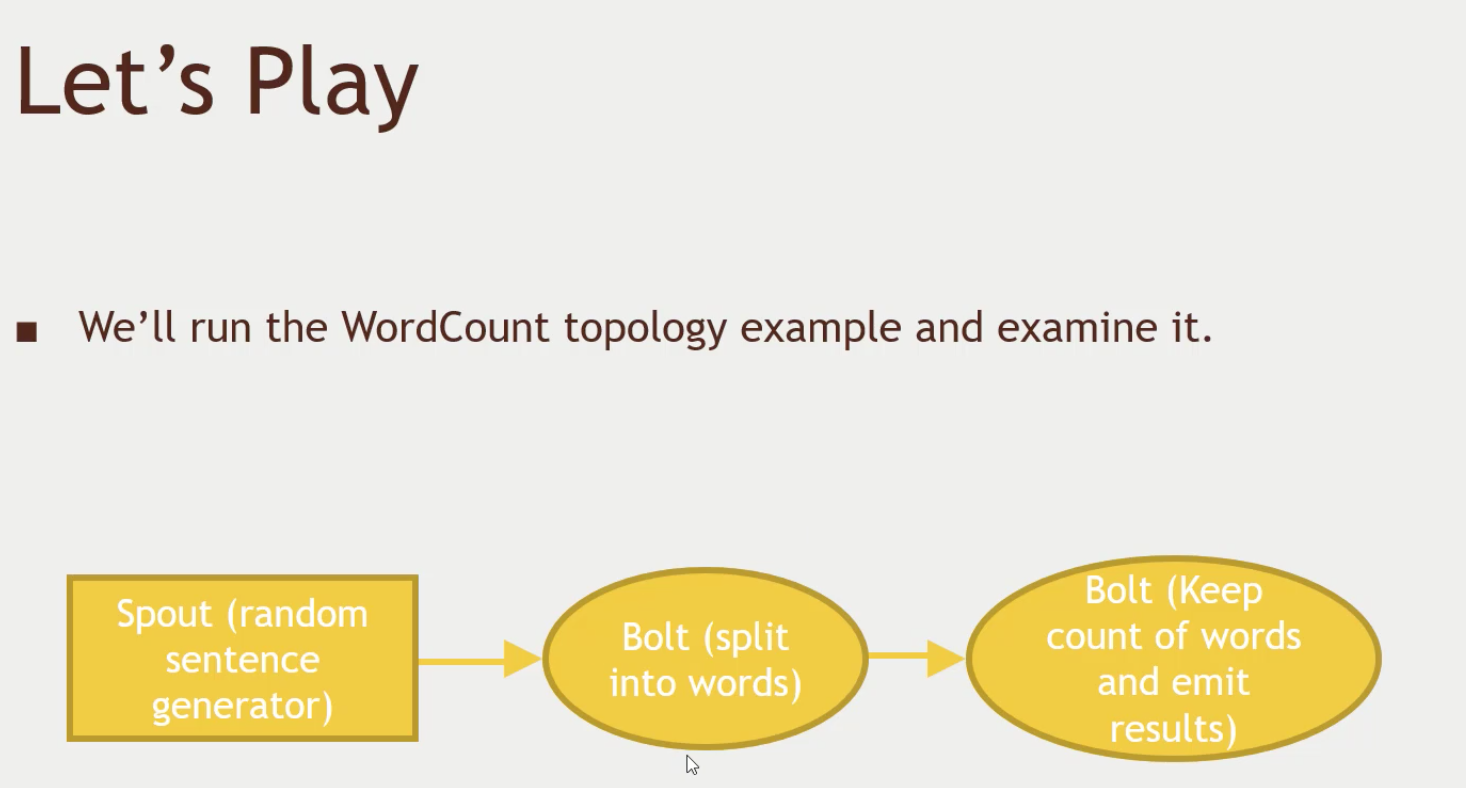 Let’s Play
■ We’ll run the WordCount topology example and examine it.
Spout (random
sentence
generator)
Bolt (split
into words)
Bolt (Keep
count of words
and emit
results)